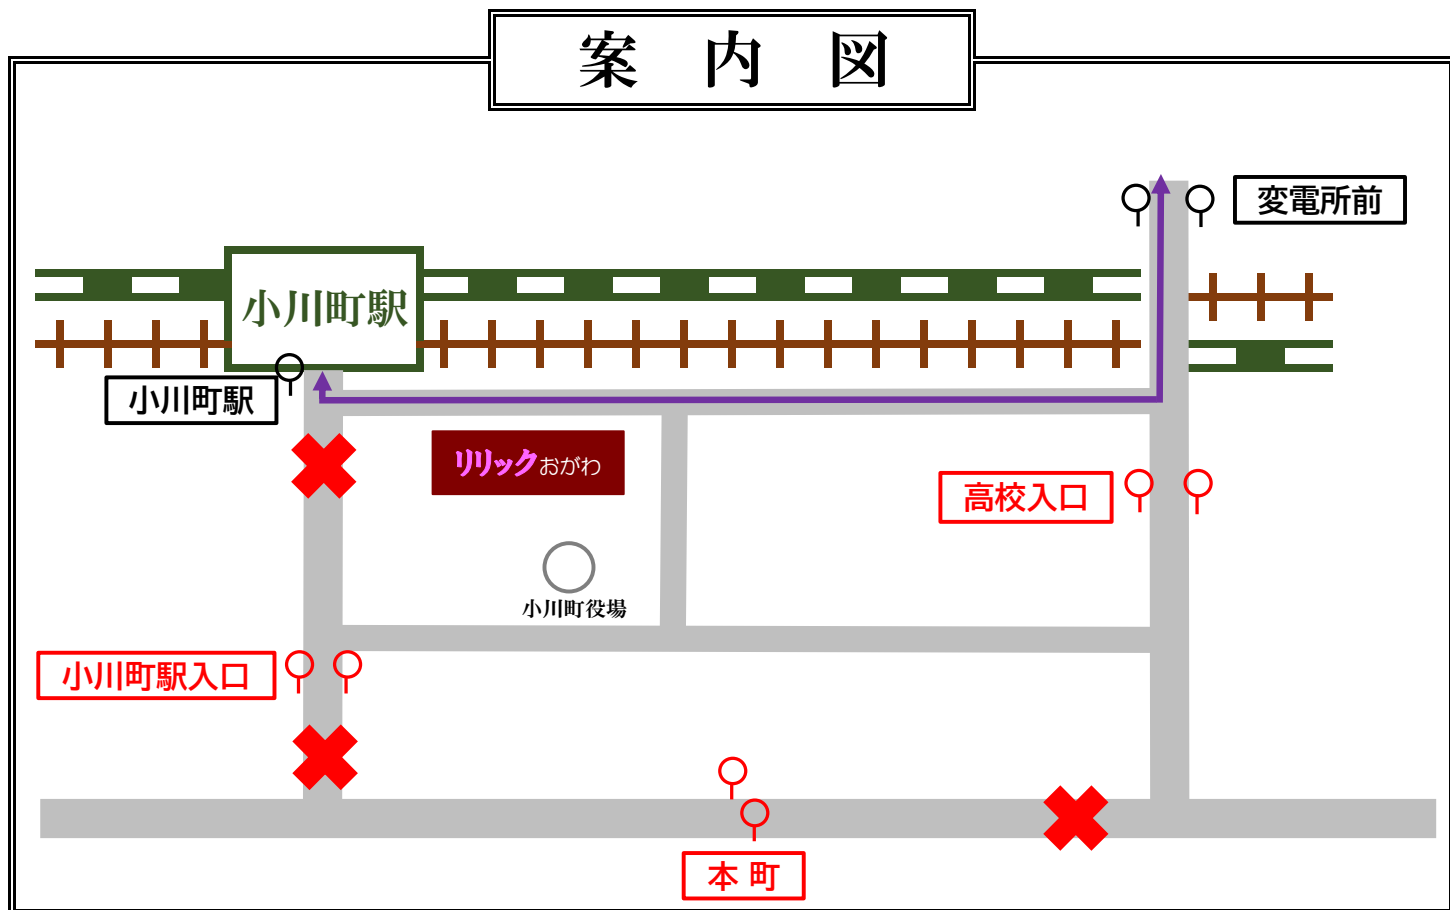 案内図
変電所前
小川町駅
小川町駅
リリックおがわ
高校入口
小川町役場
小川町駅入口
本町